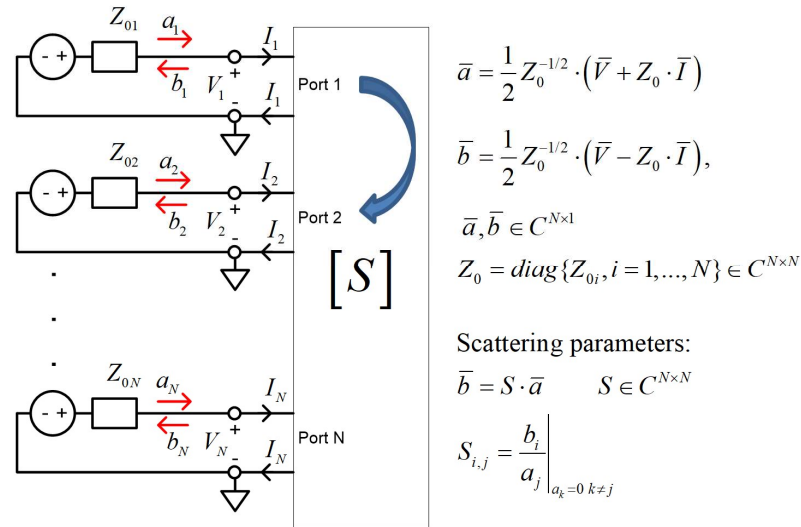 Z₀₁ a₁ I₁
- +
b₁ V₁ + - I₁ Port 1
Z₀₂ a₂ I₂
- +
b₂ V₂ + - I₂ Port 2
[S]
Z₀N aN IN
- +
bN VN + - IN Port N
a̅ = 1/2 Z₀^(-1/2) · (V̅ + Z₀ · I̅)
b̅ = 1/2 Z₀^(-1/2) · (V̅ − Z₀ · I̅),
a̅, b̅ ∈ C^(N×1)
Z₀ = diag{Z₀ᵢ, i = 1,..., N} ∈ C^(N×N)
Scattering parameters:
b̅ = S · a̅ S ∈ C^(N×N)
Sᵢ,ⱼ = bᵢ/aⱼ |aₖ=0 k≠j